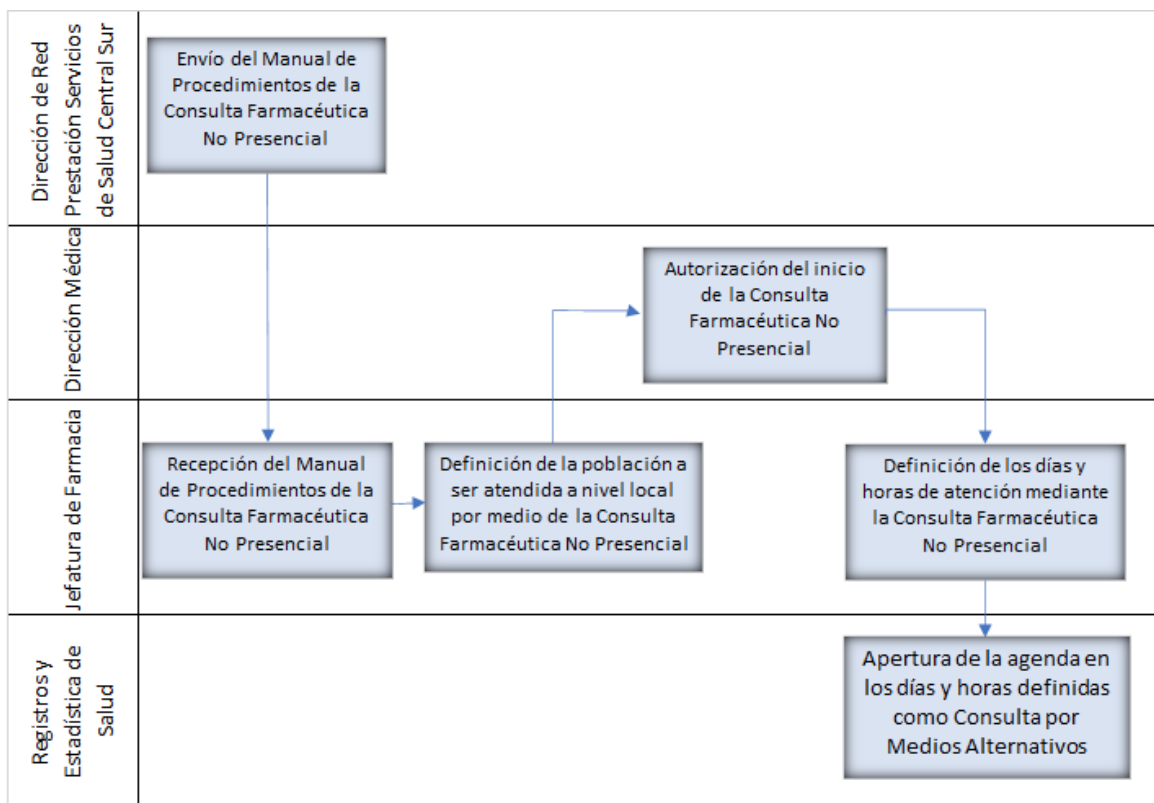 Dirección de Red
Prestación Servicios
de Salud Central Sur
Envío del Manual de
Procedimientos de la
Consulta Farmacéutica
No Presencial
Dirección Médica
Autorización del inicio
de la Consulta
Farmacéutica No
Presencial
Jefatura de Farmacia
Recepción del Manual
de Procedimientos de la
Consulta Farmacéutica
No Presencial
Definición de la población a
ser atendida a nivel local
por medio de la Consulta
Farmacéutica No Presencial
Definición de los días y
horas de atención mediante
la Consulta Farmacéutica
No Presencial
Registros y
Estadística de
Salud
Apertura de la agenda en
los días y horas definidas
como Consulta por
Medios Alternativos